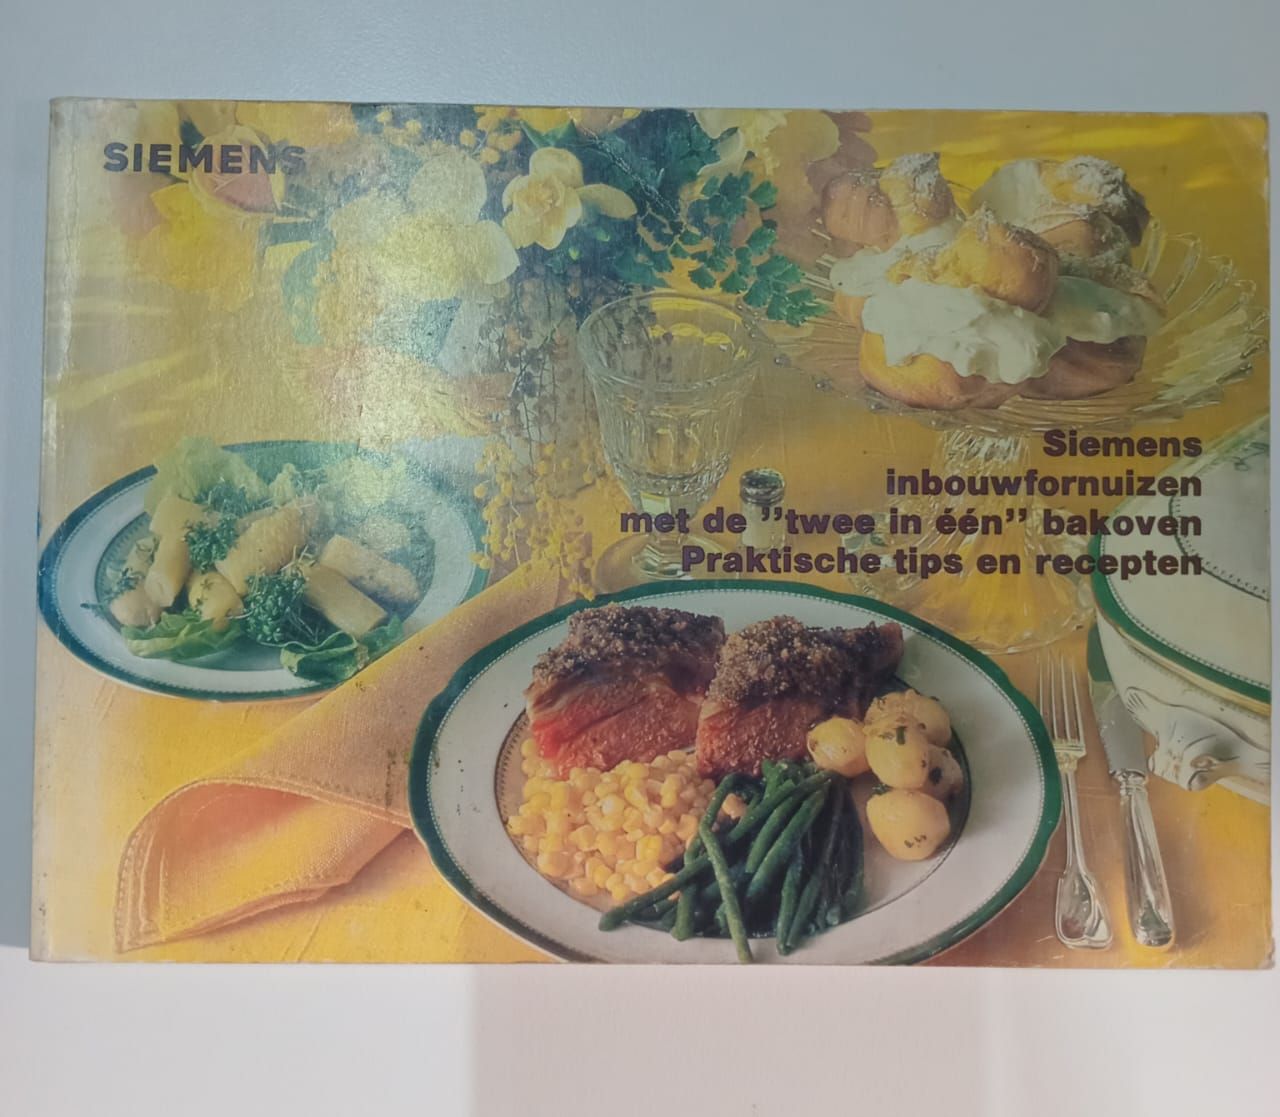 SIEMENS
Siemens
inbouwfornuizen
met de ”twee in één” bakoven
Praktische tips en recepten